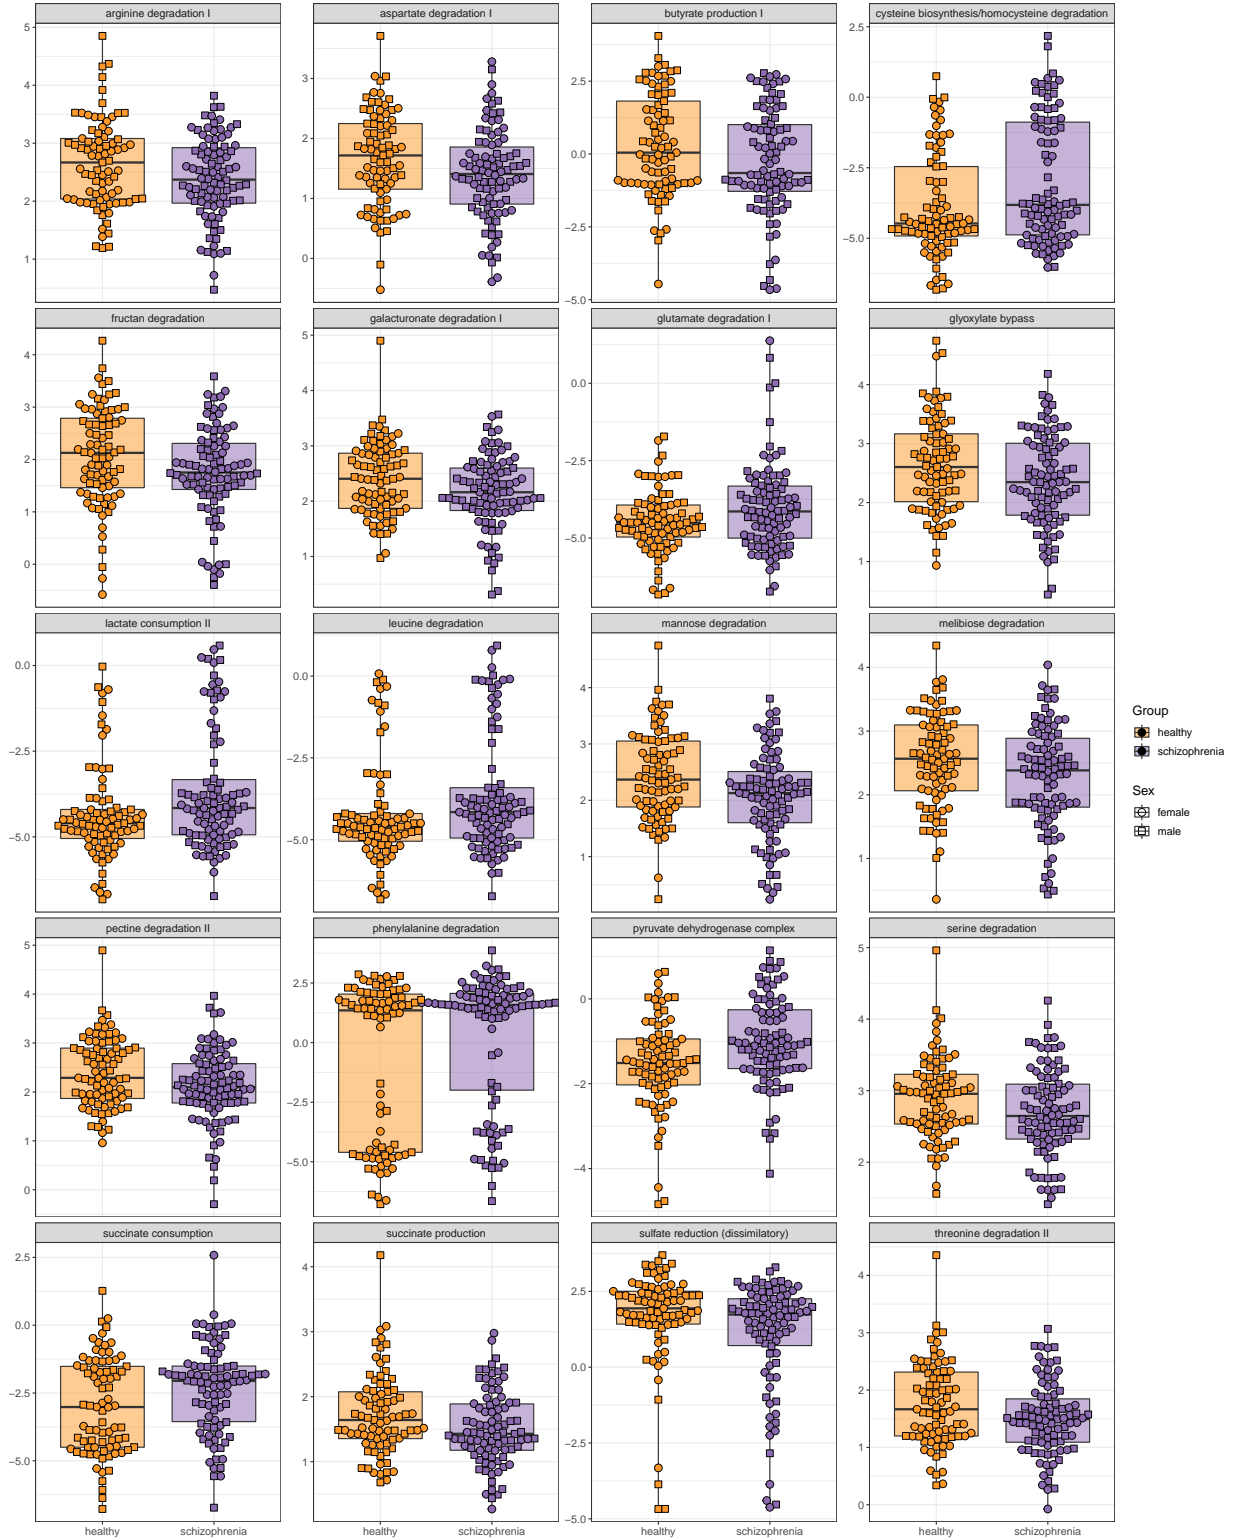 arginine degradation I
aspartate degradation I
butyrate production I
cysteine biosynthesis/homocysteine degradation
5
4
3
2
1
3
2
1
0
2.5
0.0
−2.5
−5.0
2.5
0.0
−2.5
−5.0
fructan degradation
galacturonate degradation I
glutamate degradation I
glyoxylate bypass
4
3
2
1
0
5
4
3
2
1
0.0
−2.5
−5.0
4
3
2
1
lactate consumption II
leucine degradation
mannose degradation
melibiose degradation
0.0
−2.5
−5.0
0.0
−2.5
−5.0
4
3
2
1
4
3
2
1
Group
healthy
schizophrenia
Sex
female
male
pectine degradation II
phenylalanine degradation
pyruvate dehydrogenase complex
serine degradation
5
4
3
2
1
0
2.5
0.0
−2.5
−5.0
0
−2
−4
5
4
3
2
succinate consumption
succinate production
sulfate reduction (dissimilatory)
threonine degradation II
2.5
0.0
−2.5
−5.0
4
3
2
1
2.5
0.0
−2.5
−5.0
4
3
2
1
0
healthy
schizophrenia
healthy
schizophrenia
healthy
schizophrenia
healthy
schizophrenia